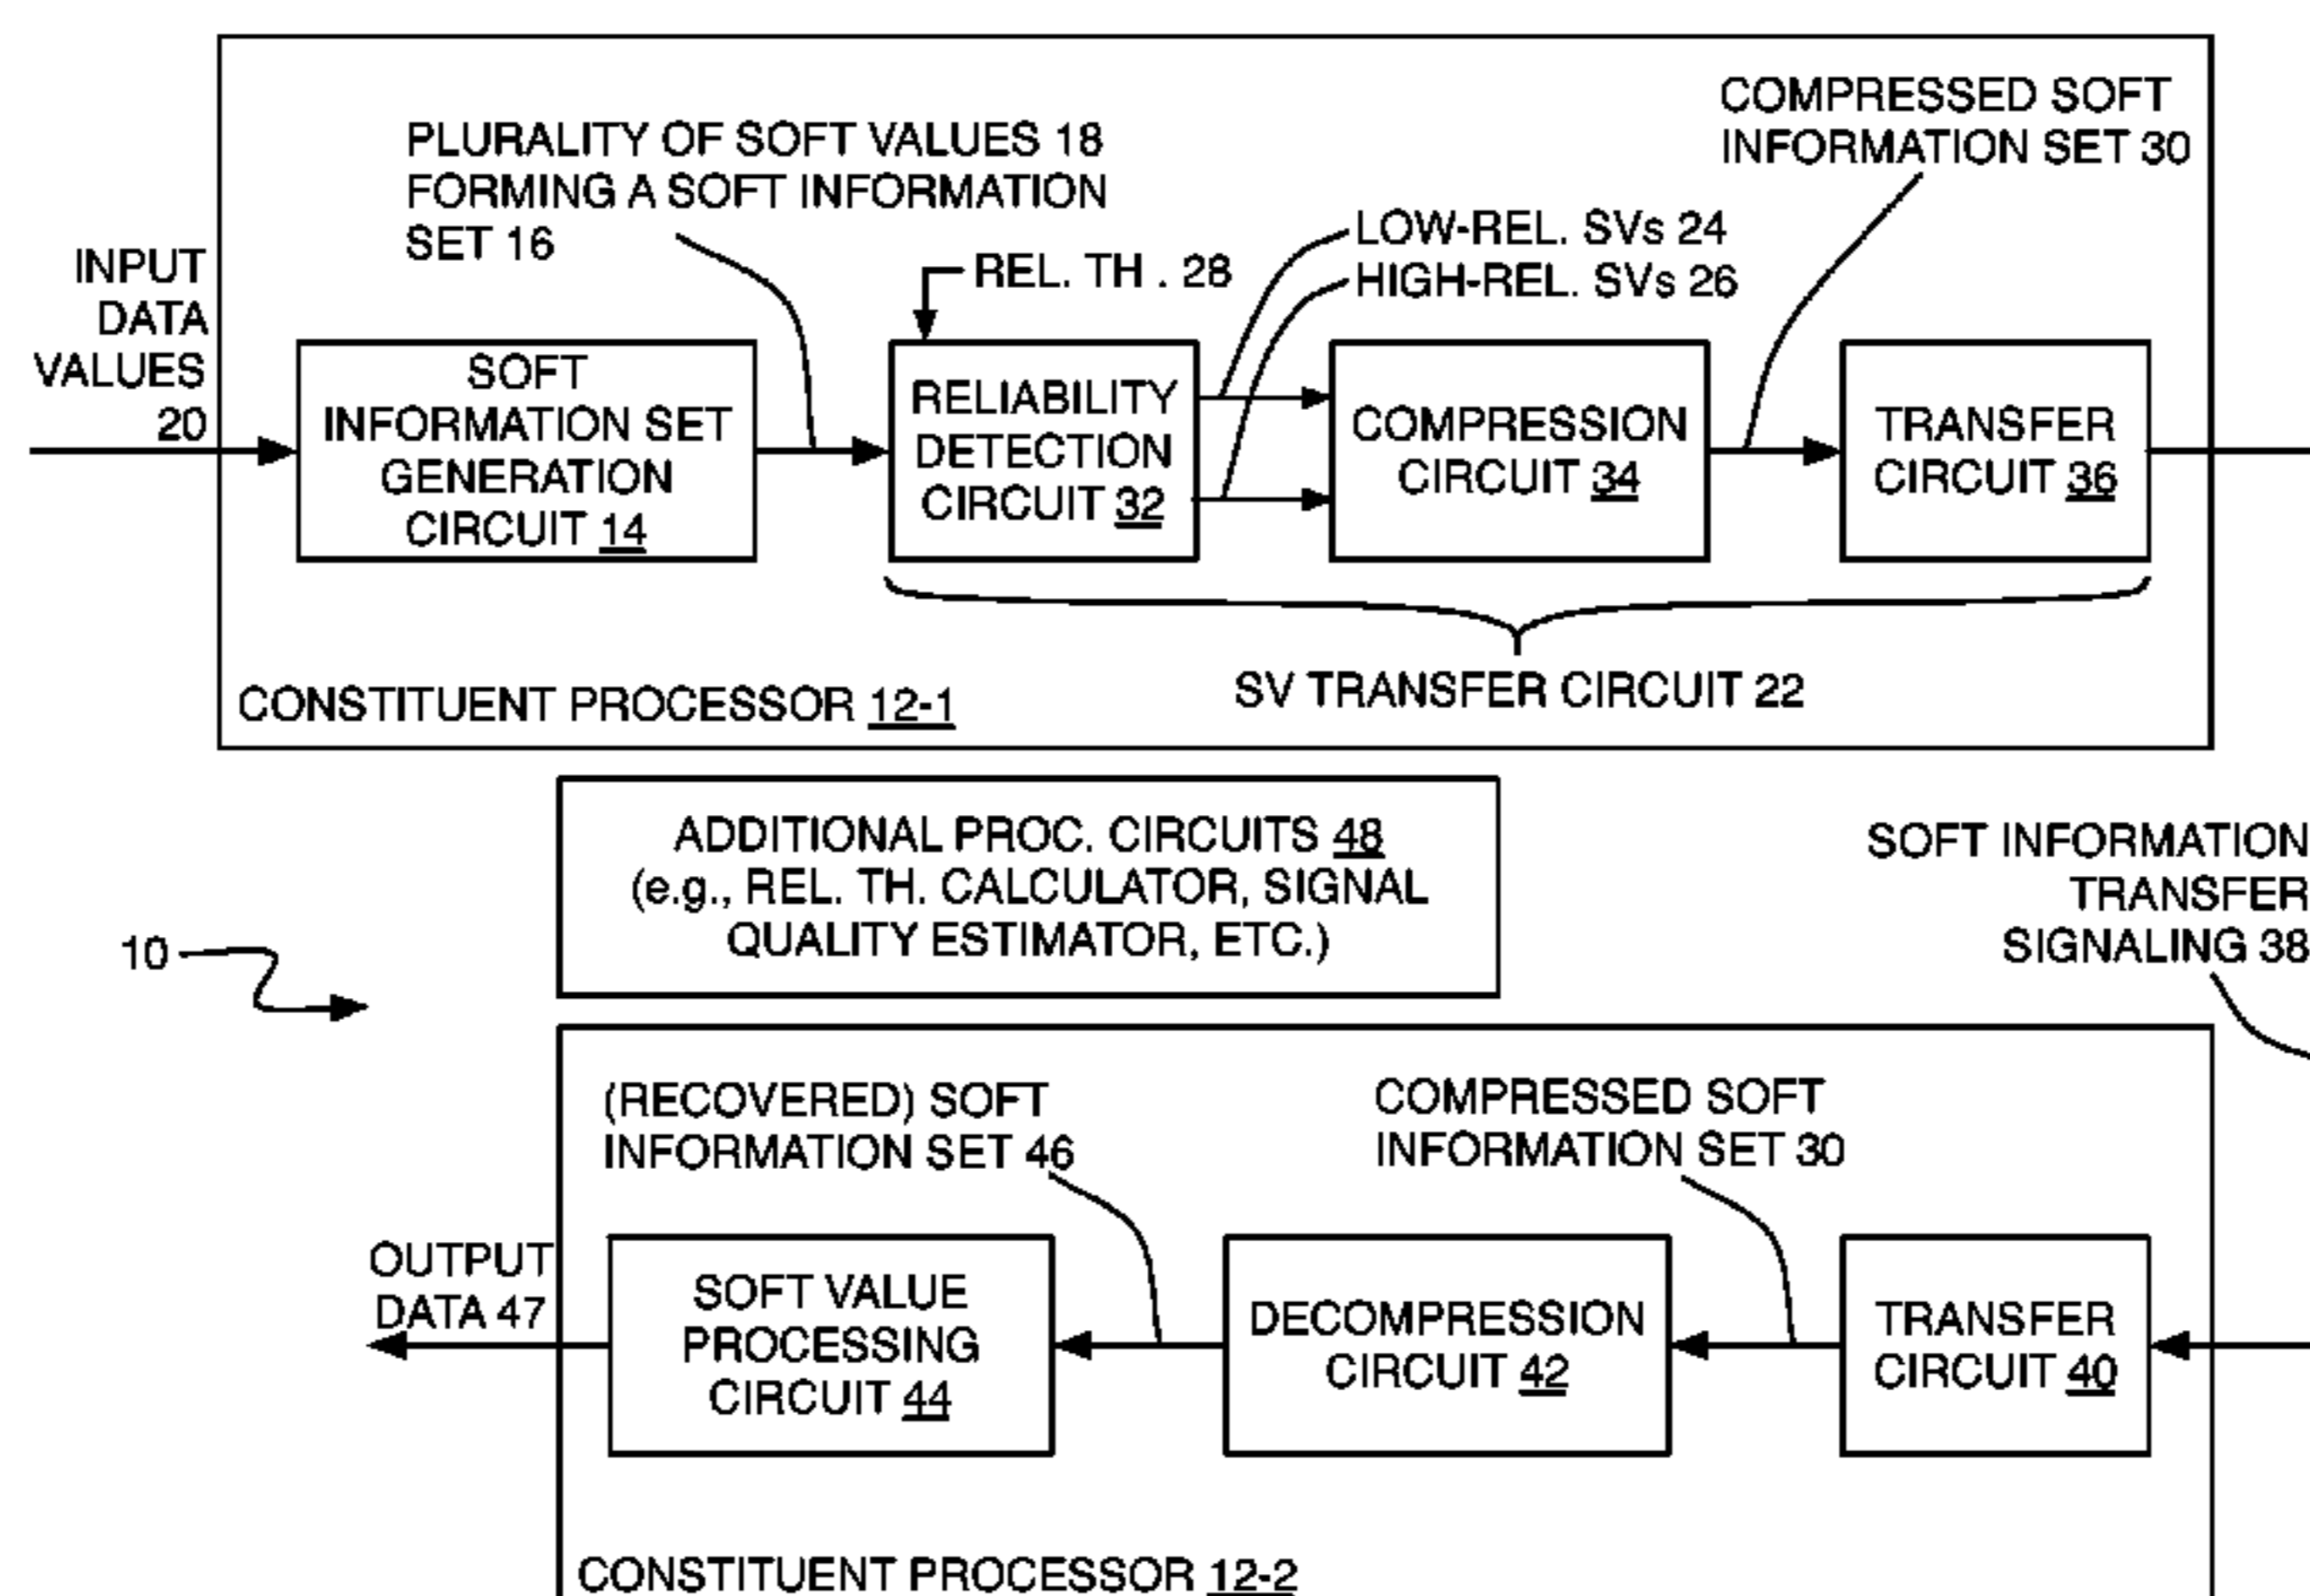 COMPRESSED SOFT
INFORMATION SET 30
PLURALITY OF SOFT VALUES 18
FORMING A SOFT INFORMATION
SET 16
LOW-REL. SVs 24
HIGH-REL. SVs 26
REL. TH . 28
INPUT
DATA
VALUES
20
SOFT
INFORMATION SET
GENERATION
CIRCUIT 14
RELIABILITY
DETECTION
CIRCUIT 32
COMPRESSION
CIRCUIT 34
TRANSFER
CIRCUIT 36
SV TRANSFER CIRCUIT 22
CONSTITUENT PROCESSOR 12-1
ADDITIONAL PROC. CIRCUITS 48
(e.g., REL. TH. CALCULATOR, SIGNAL
QUALITY ESTIMATOR, ETC.)
SOFT INFORMATION
TRANSFER
SIGNALING 38
10
(RECOVERED) SOFT
INFORMATION SET 46
COMPRESSED SOFT
INFORMATION SET 30
OUTPUT
DATA 47
SOFT VALUE
PROCESSING
CIRCUIT 44
DECOMPRESSION
CIRCUIT 42
TRANSFER
CIRCUIT 40
CONSTITUENT PROCESSOR 12-2